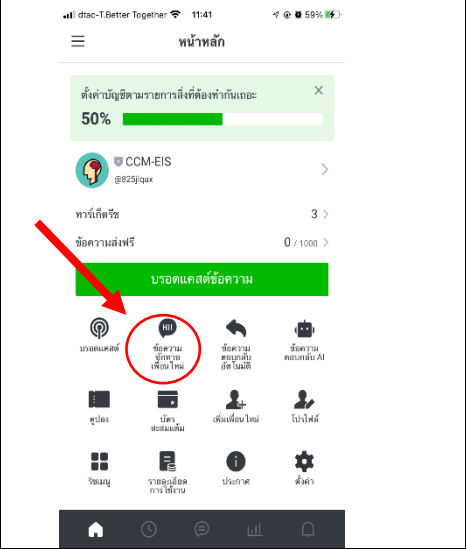 dtac-T.Better Together 11:41 59%
หน้าหลัก
ตั้งค่าบัญชีตามรายการสิ่งที่ต้องทำกันเถอะ
50%
CCM-EIS
@825jlqax
ทาร์เก็ตรีช 3
ข้อความส่งฟรี 0 / 1000
บรอดแคสต์ข้อความ
HI!
บรอดแคสต์ ข้อความ ข้อความ ข้อความ
ทักทาย ตอบกลับ ตอบกลับ AI
เพื่อนใหม่ อัตโนมัติ
คูปอง บัตร เพิ่มเพื่อนใหม่ โปรไฟล์
สะสมแต้ม
ริชเมนู รายละเอียด ประกาศ ตั้งค่า
การใช้งาน